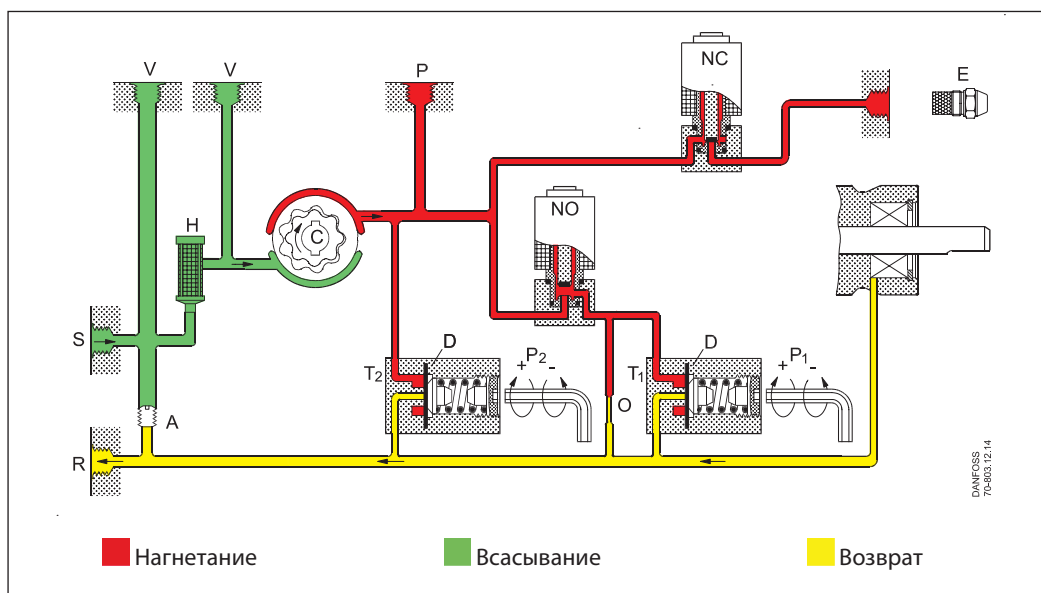 V V P NC E
H
C
NO
S
D D
T2 + P2 - T1 + P1 -
O
A
R
DANFOSS
70-803.12.14
Нагнетание Всасывание Возврат